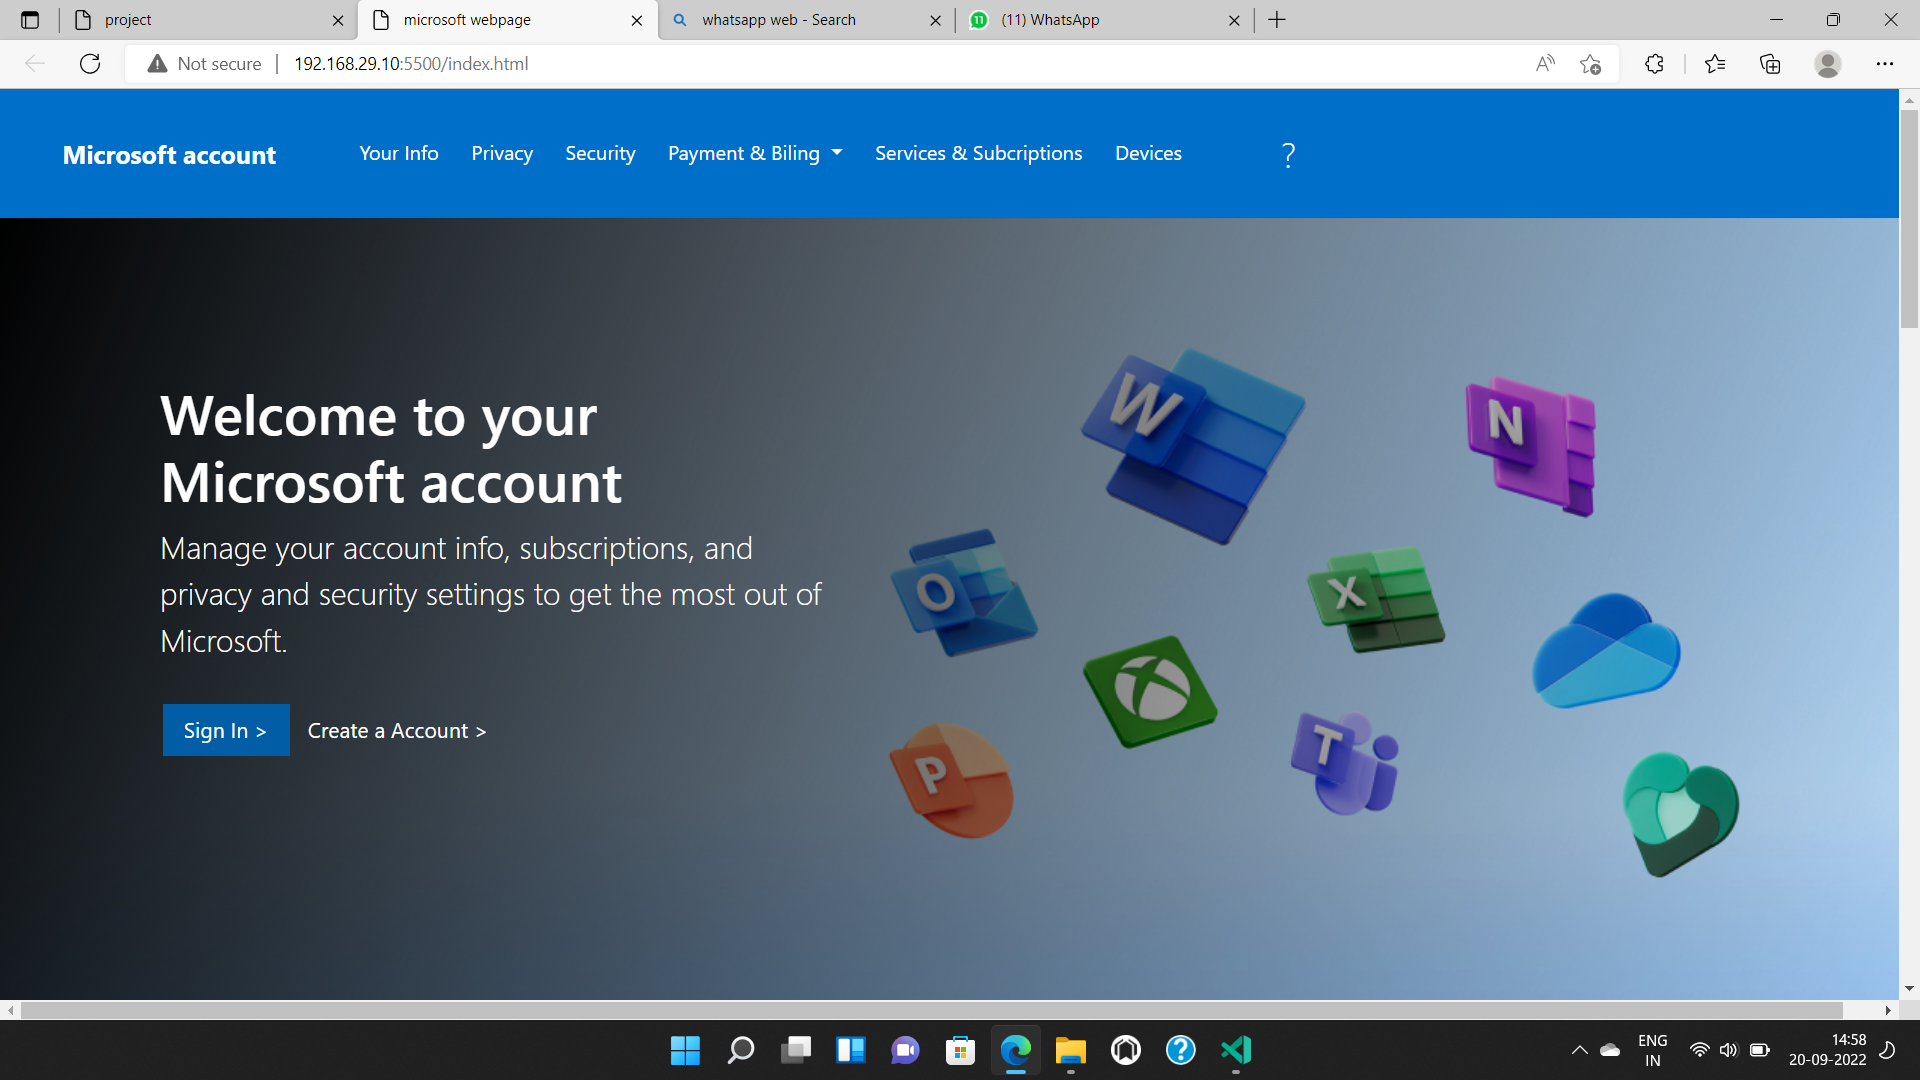 project
microsoft webpage
whatsapp web - Search
11
(11) WhatsApp
Not secure
192.168.29.10:5500/index.html
Microsoft account
Your Info
Privacy
Security
Payment & Biling
Services & Subcriptions
Devices
?
Welcome to your
Microsoft account
Manage your account info, subscriptions, and
privacy and security settings to get the most out of
Microsoft.
Sign In >
Create a Account >
W
N
O
X
P
T
ENG
IN
14:58
20-09-2022